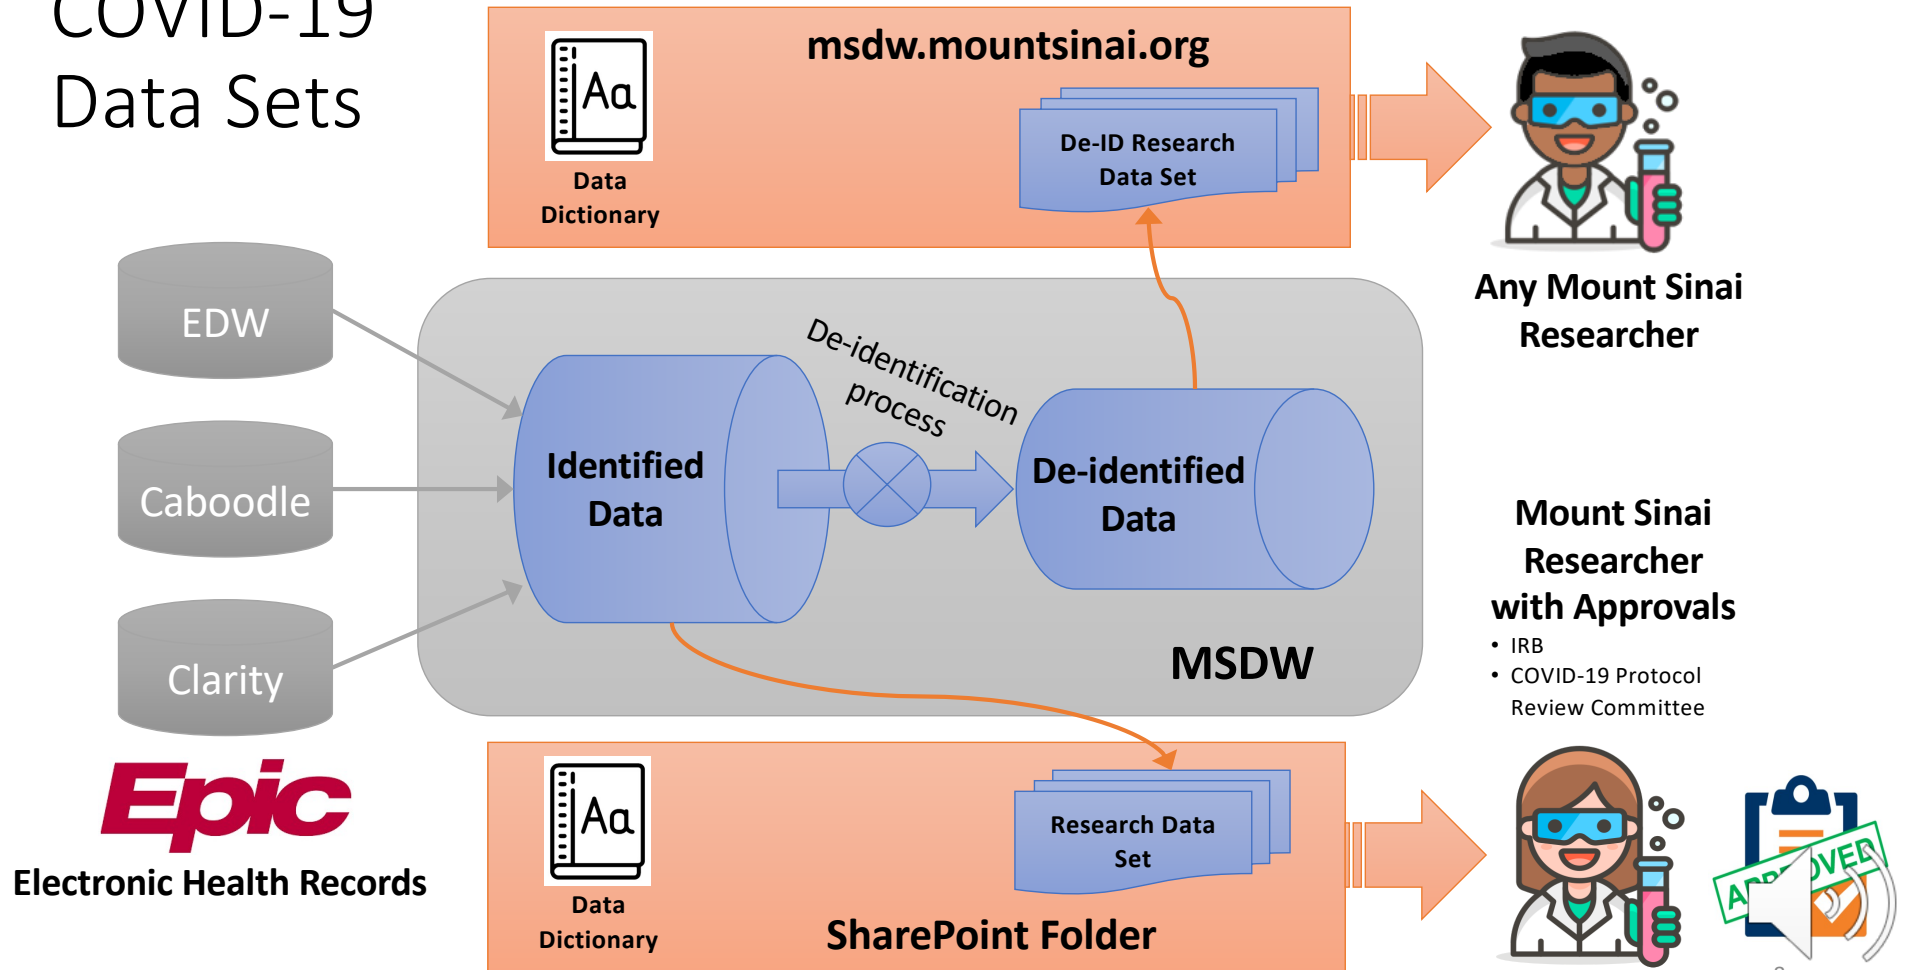 COVID-19
Data Sets
msdw.mountsinai.org
Aa
Data
Dictionary
De-ID Research
Data Set
Any Mount Sinai
Researcher
EDW
Caboodle
Clarity
Epic
Electronic Health Records
Identified
Data
De-identification
process
De-identified
Data
MSDW
Mount Sinai
Researcher
with Approvals
• IRB
• COVID-19 Protocol
Review Committee
Aa
Data
Dictionary
Research Data
Set
SharePoint Folder